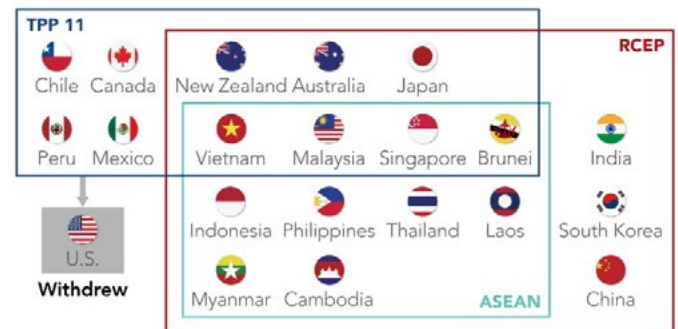 TPP 11
RCEP
Chile Canada New Zealand Australia Japan
Peru Mexico Vietnam Malaysia Singapore Brunei India
Indonesia Philippines Thailand Laos South Korea
U.S.
Withdrew
Myanmar Cambodia ASEAN China